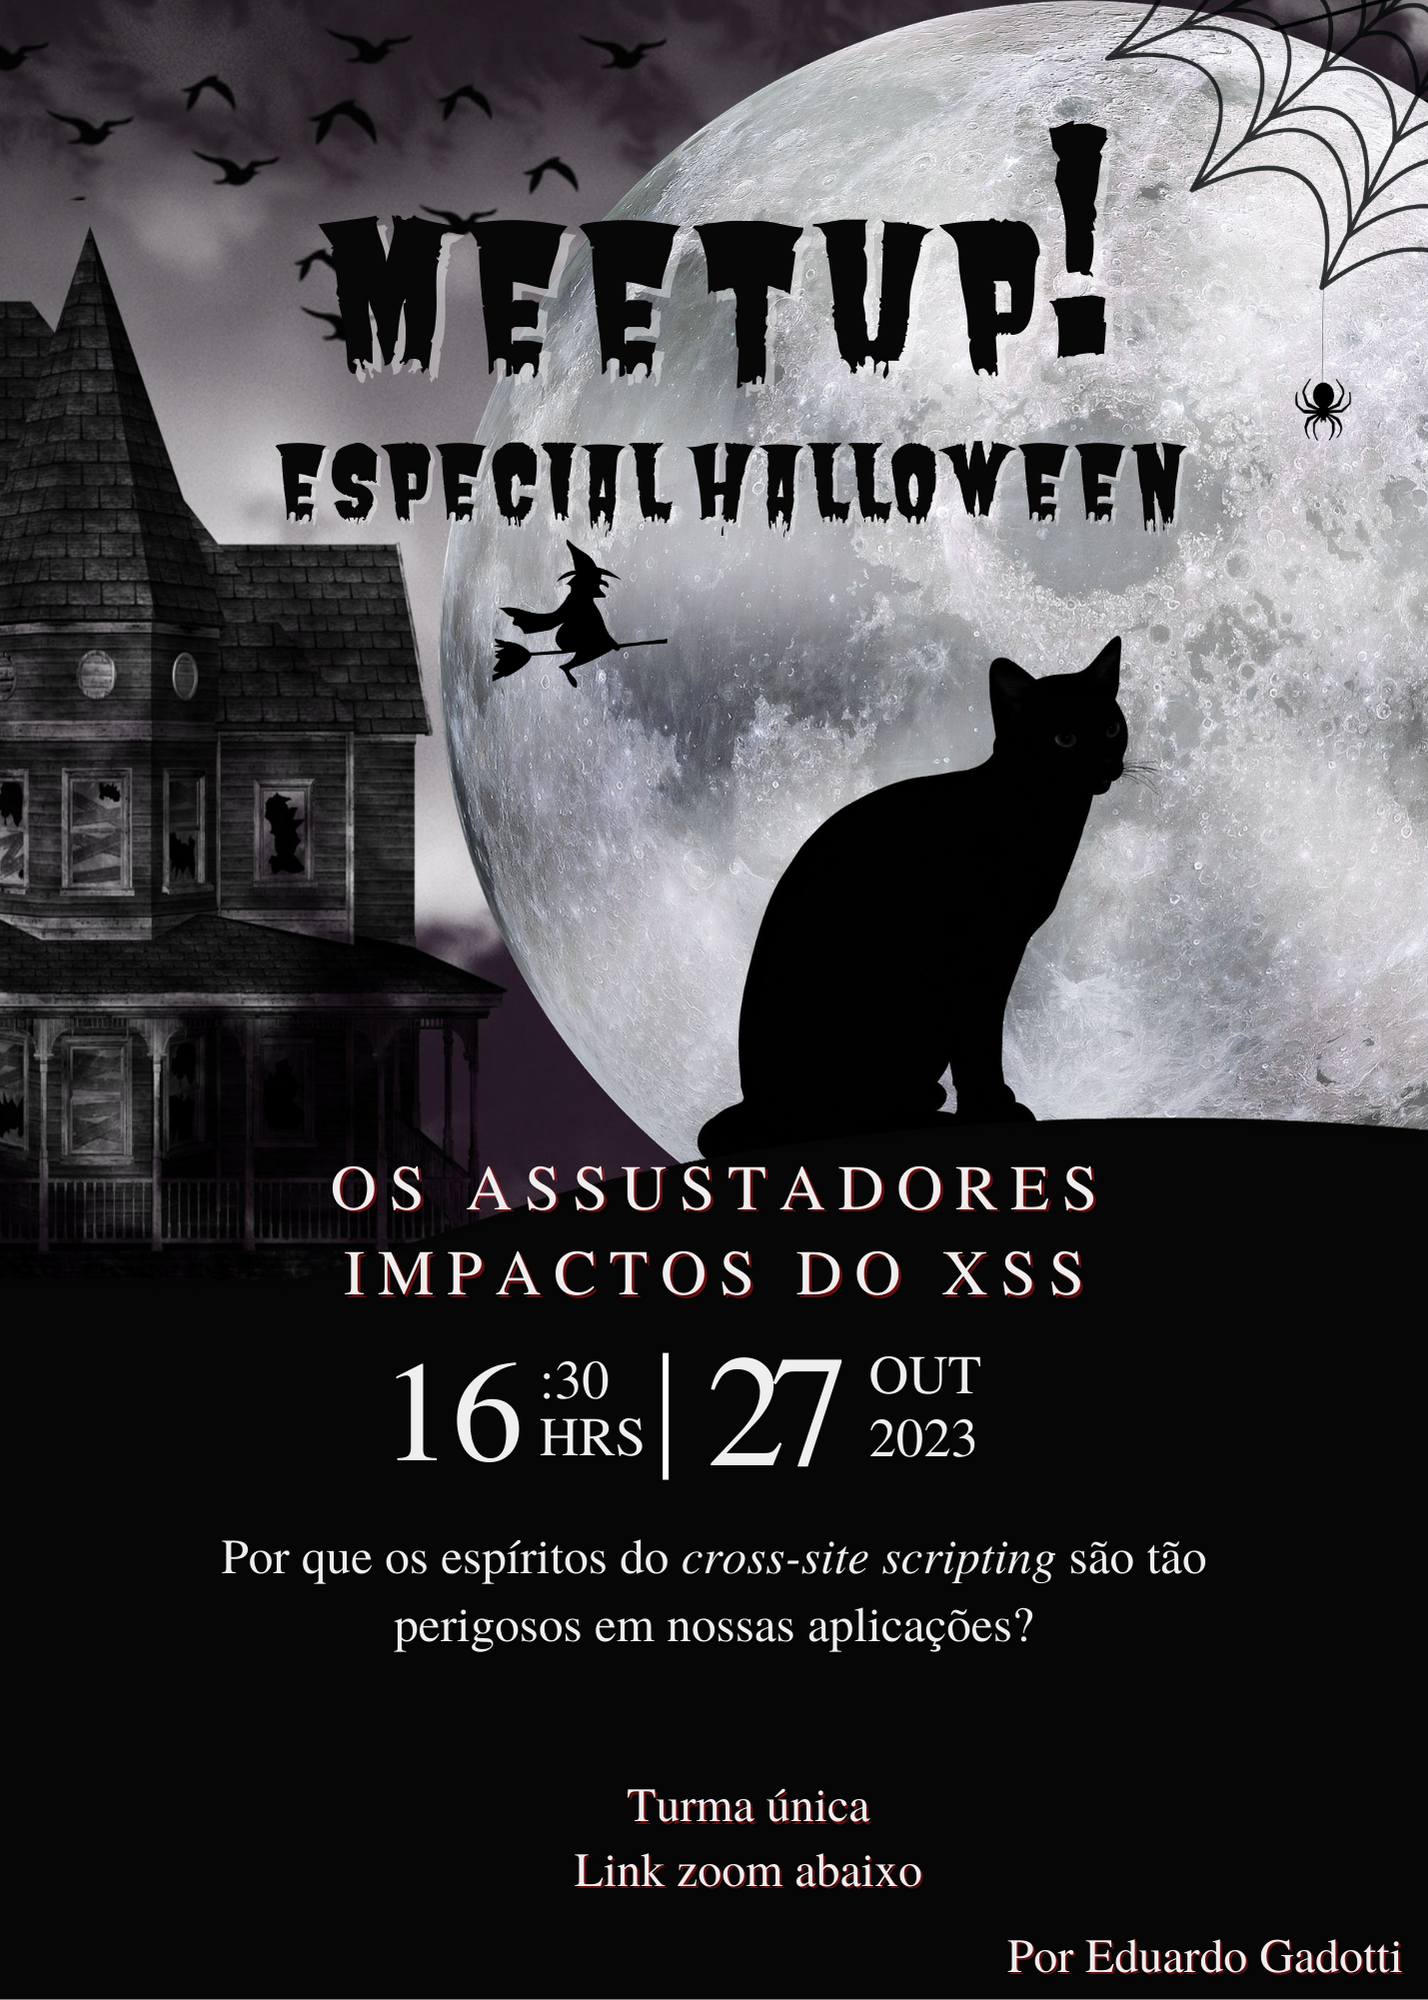 MEETUP!
ESPECIAL HALLOWEEN
OS ASSUSTADORES
IMPACTOS DO XSS
16 :30 HRS | 27 OUT 2023
Por que os espíritos do cross-site scripting são tão
perigosos em nossas aplicações?
Turma única
Link zoom abaixo
Por Eduardo Gadotti